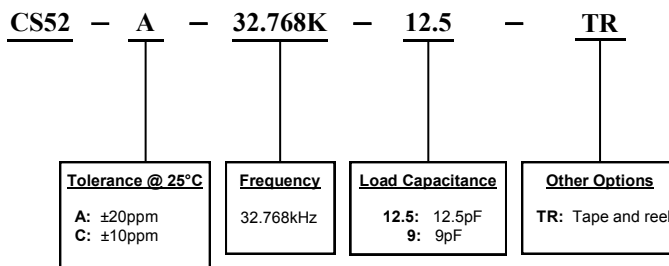 CS52 – A – 32.768K – 12.5 – TR
Tolerance @ 25°C
A: ±20ppm
C: ±10ppm
Frequency
32.768kHz
Load Capacitance
12.5: 12.5pF
9: 9pF
Other Options
TR: Tape and reel